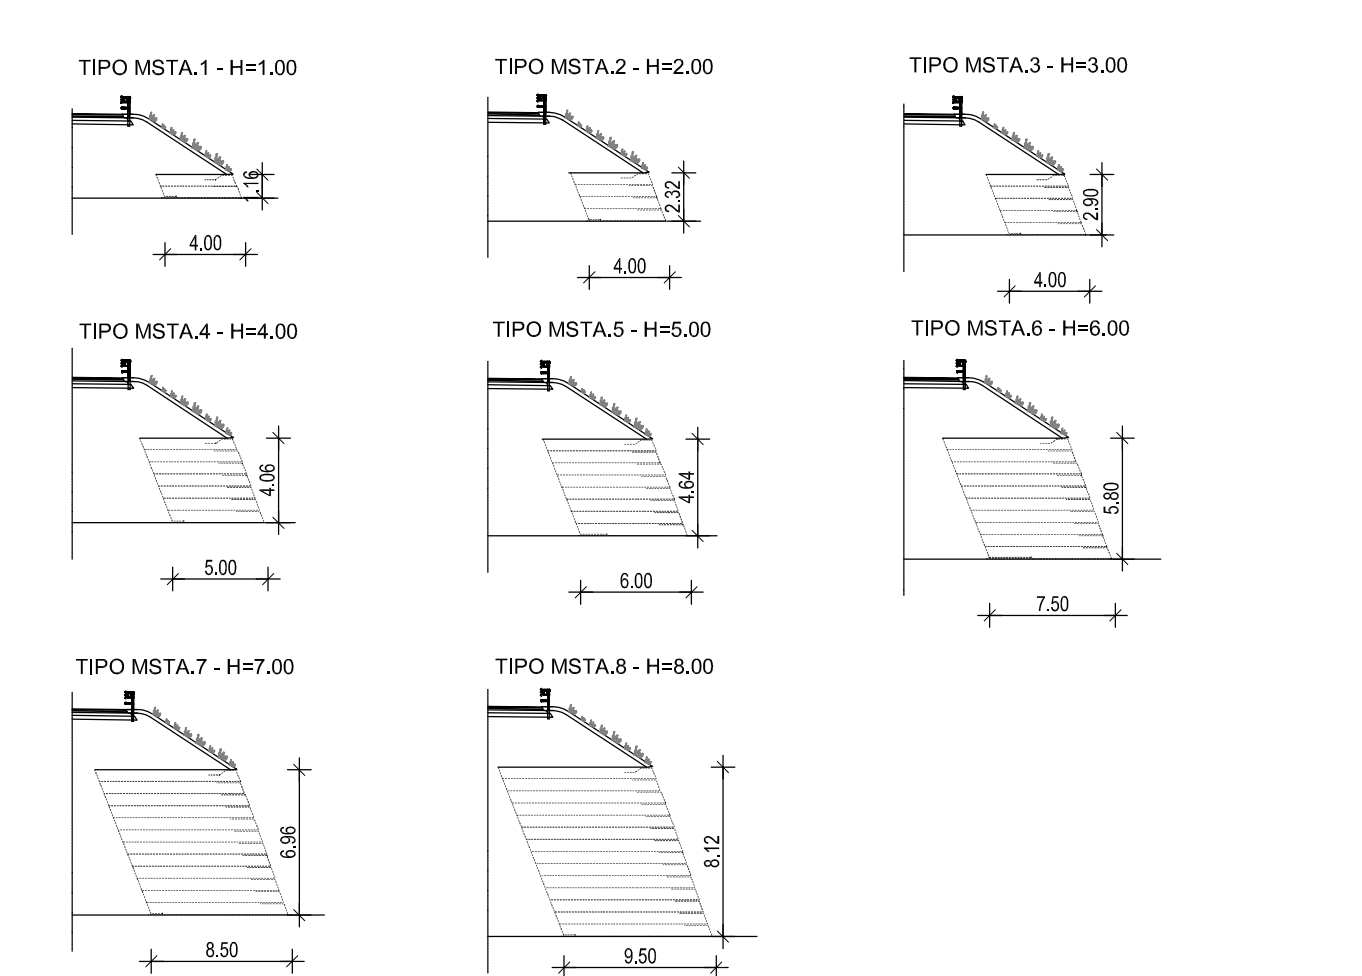 TIPO MSTA.1 - H=1.00
1.16
4.00
TIPO MSTA.2 - H=2.00
2.32
4.00
TIPO MSTA.3 - H=3.00
2.90
4.00
TIPO MSTA.4 - H=4.00
4.06
5.00
TIPO MSTA.5 - H=5.00
4.64
6.00
TIPO MSTA.6 - H=6.00
5.80
7.50
TIPO MSTA.7 - H=7.00
6.96
8.50
TIPO MSTA.8 - H=8.00
8.12
9.50